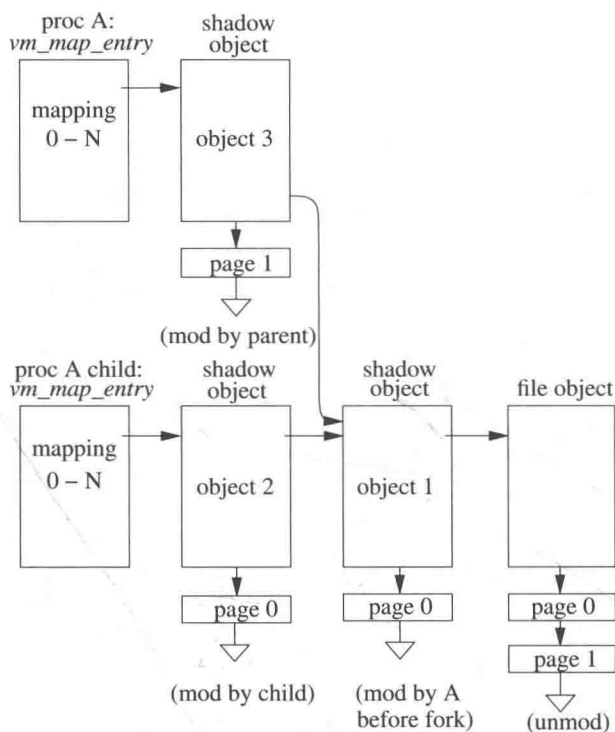 proc A:
vm_map_entry
shadow
object
mapping
0 – N
object 3
page 1
(mod by parent)
proc A child:
vm_map_entry
shadow
object
shadow
object
file object
mapping
0 – N
object 2
object 1
page 0
page 0
page 0
page 1
(mod by child)
(mod by A
before fork)
(unmod)